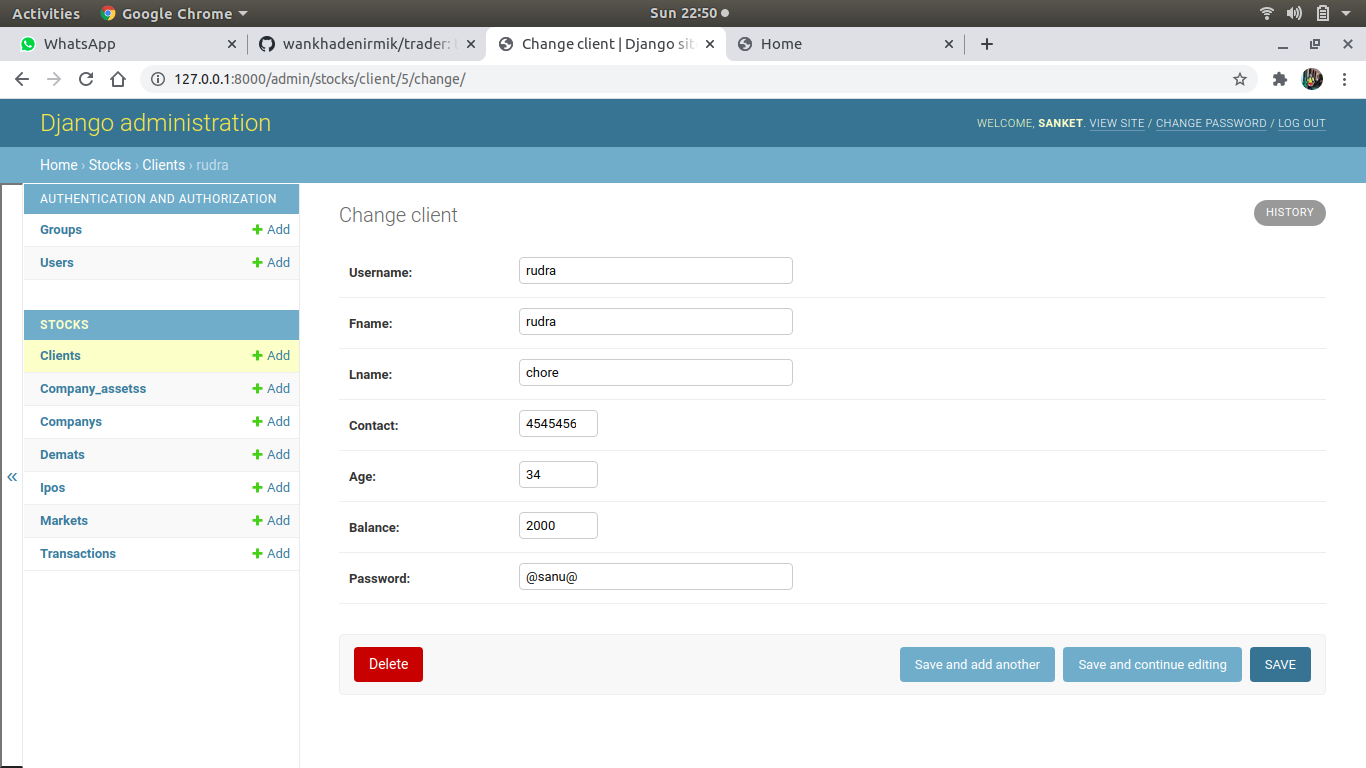 Activities Google Chrome Sun 22:50
WhatsApp wankhadenirmik/trader: Change client | Django sit Home
127.0.0.1:8000/admin/stocks/client/5/change/
Django administration WELCOME, SANKET. VIEW SITE / CHANGE PASSWORD / LOG OUT
Home › Stocks › Clients › rudra
AUTHENTICATION AND AUTHORIZATION
Groups + Add
Users + Add
STOCKS
Clients + Add
Company_assetss + Add
Companys + Add
Demats + Add
Ipos + Add
Markets + Add
Transactions + Add
«
Change client HISTORY
Username: rudra
Fname: rudra
Lname: chore
Contact: 4545456
Age: 34
Balance: 2000
Password: @sanu@
Delete Save and add another Save and continue editing SAVE